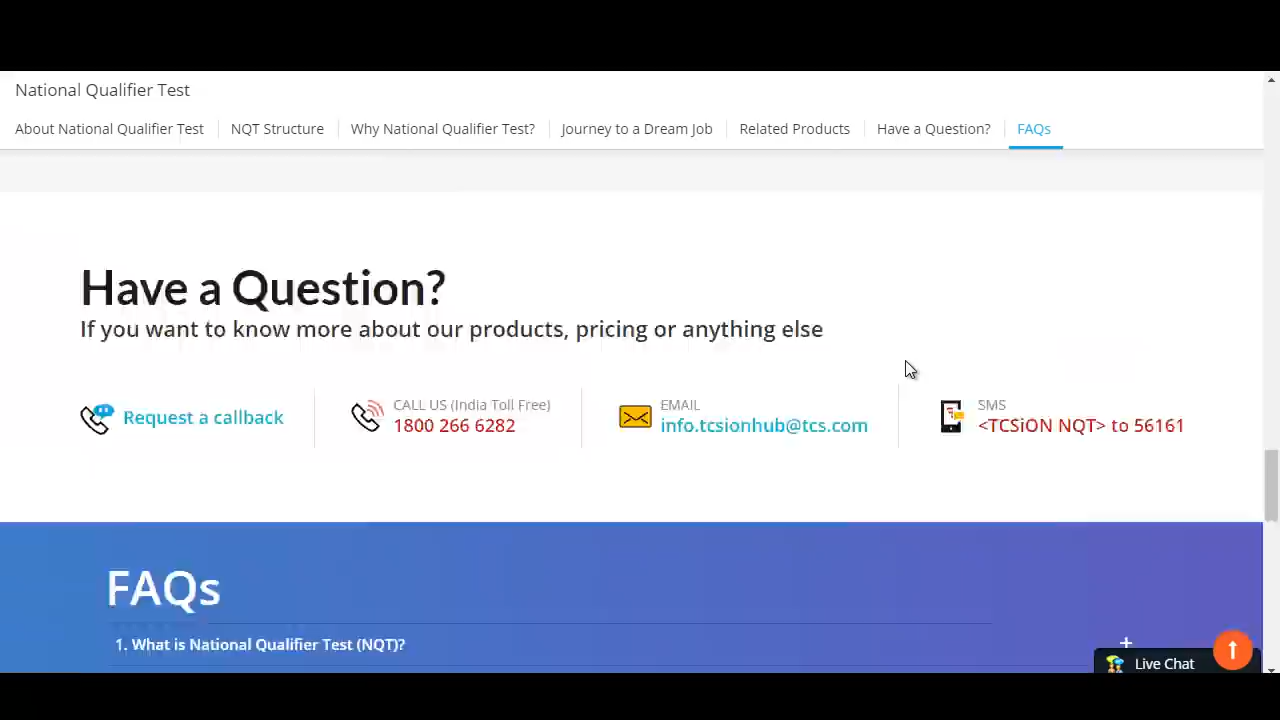 National Qualifier Test
About National Qualifier Test NQT Structure Why National Qualifier Test? Journey to a Dream Job Related Products Have a Question? FAQs
Have a Question?
If you want to know more about our products, pricing or anything else
Request a callback
CALL US (India Toll Free)
1800 266 6282
EMAIL
info.tcsionhub@tcs.com
SMS
<TCSiON NQT> to 56161
FAQs
1. What is National Qualifier Test (NQT)? +
Live Chat